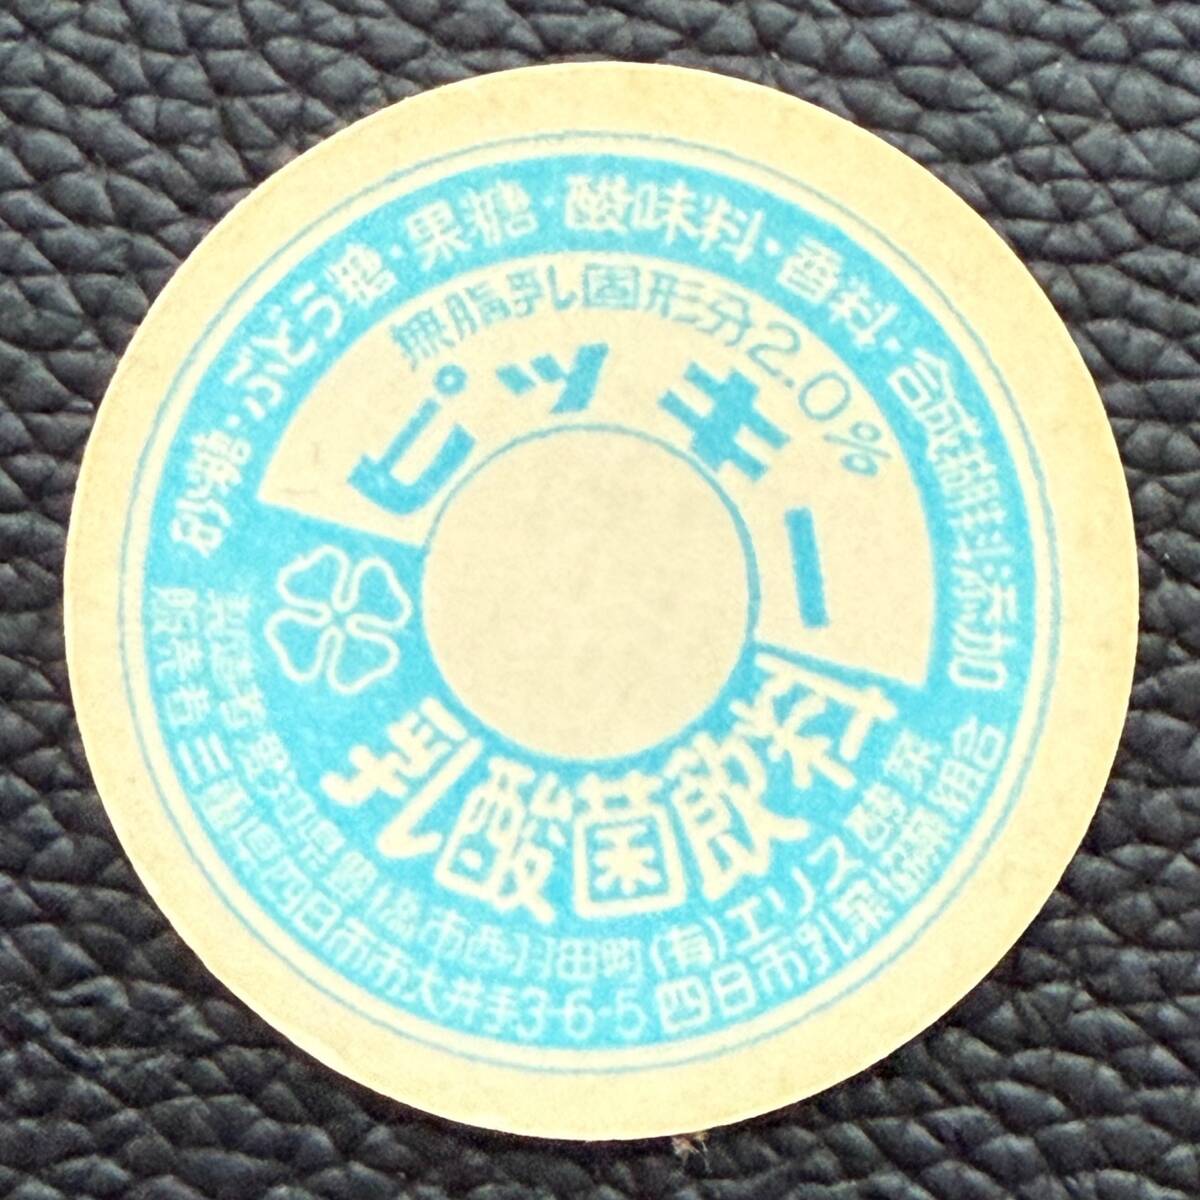 砂糖・ぶどう糖・果糖・酸味料・香料・合成糊料添加
無脂乳固形分2.0%
ピッキー
乳酸菌飲料
製造者 愛知県豊橋市西羽田町(有)エリス酵素
販売者 三重県四日市市大井手3-6-5四日市乳業協業組合